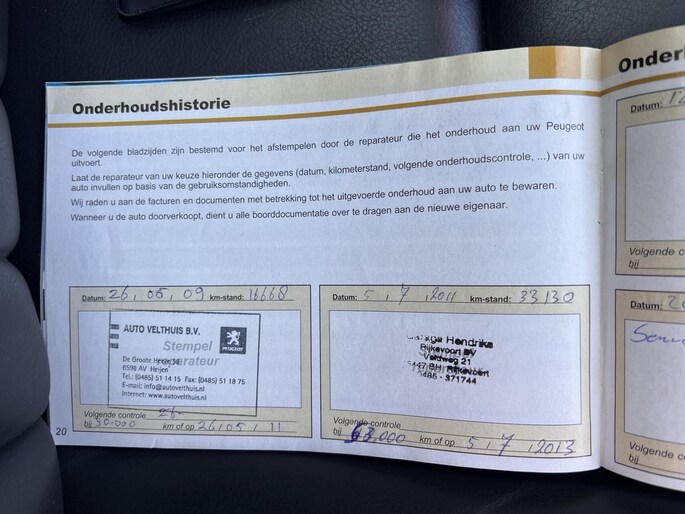 Onderhoudshistorie
De volgende bladzijden zijn bestemd voor het afstempelen door de reparateur die het onderhoud aan uw Peugeot
uitvoert.
Laat de reparateur van uw keuze hieronder de gegevens (datum, kilometerstand, volgende onderhoudscontrole, ...) van uw
auto invullen op basis van de gebruiksomstandigheden.
Wij raden u aan de facturen en documenten met betrekking tot het uitgevoerde onderhoud aan uw auto te bewaren.
Wanneer u de auto doorverkoopt, dient u alle boorddocumentatie over te dragen aan de nieuwe eigenaar.
Datum: 26, 05, 09 km-stand: 16668
AUTO VELTHUIS B.V.
PEUGEOT
Stempel
reparateur
De Groote Heeze
6598 AV Heijen
Tel.: (0485) 51 14 15 Fax: (0485) 51 18 75
E-mail: info@autovelthuis.nl
Internet: www.autovelthuis.nl
Volgende controle
bij 30.000 km of op 26/05/11
20
Datum: 5, 7, 2011 km-stand: 33130
Hendriks
Rijkevoort
Veldweg 21
Rijkevoort
371744
Volgende controle
bij 63.000 km of op 5, 7, 2013
Onder
Datum:
Volgende c
bij
Datum:
Volgende c
bij